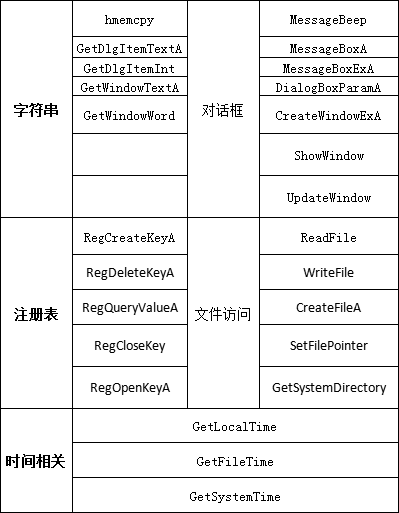 字符串
hmemcpy
GetDlgItemTextA
GetDlgItemInt
GetWindowTextA
GetWindowWord
对话框
MessageBeep
MessageBoxA
MessageBoxExA
DialogBoxParamA
CreateWindowExA
ShowWindow
UpdateWindow
注册表
RegCreateKeyA
RegDeleteKeyA
RegQueryValueA
RegCloseKey
RegOpenKeyA
文件访问
ReadFile
WriteFile
CreateFileA
SetFilePointer
GetSystemDirectory
时间相关
GetLocalTime
GetFileTime
GetSystemTime